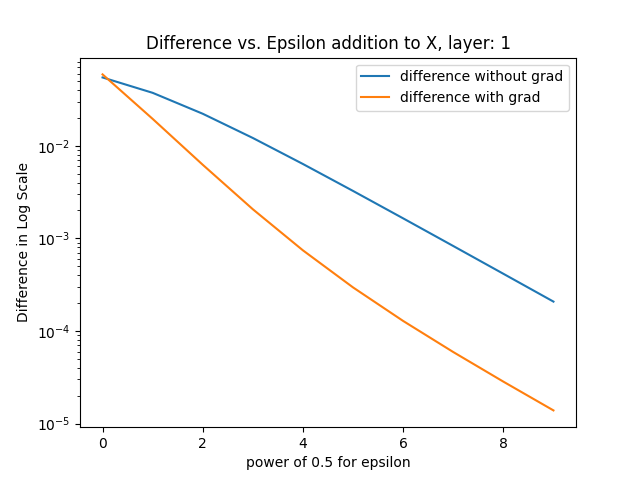 Difference vs. Epsilon addition to X, layer: 1
difference without grad
difference with grad
Difference in Log Scale
10⁻²
10⁻³
10⁻⁴
10⁻⁵
0 2 4 6 8
power of 0.5 for epsilon